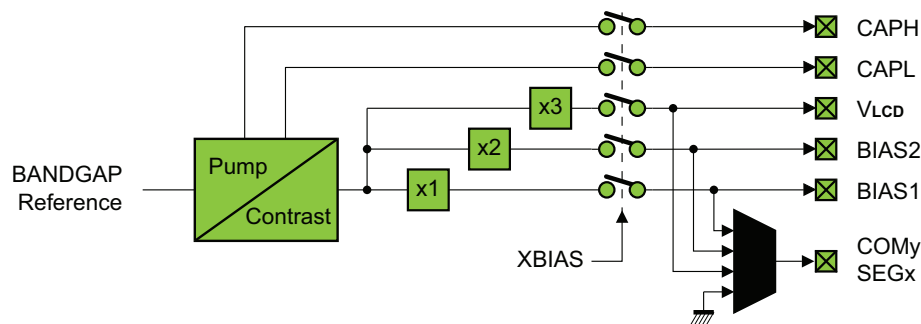 CAPH
CAPL
x3
VLCD
x2
BIAS2
Pump
BANDGAP
Reference
x1
BIAS1
Contrast
XBIAS
COMy
SEGx